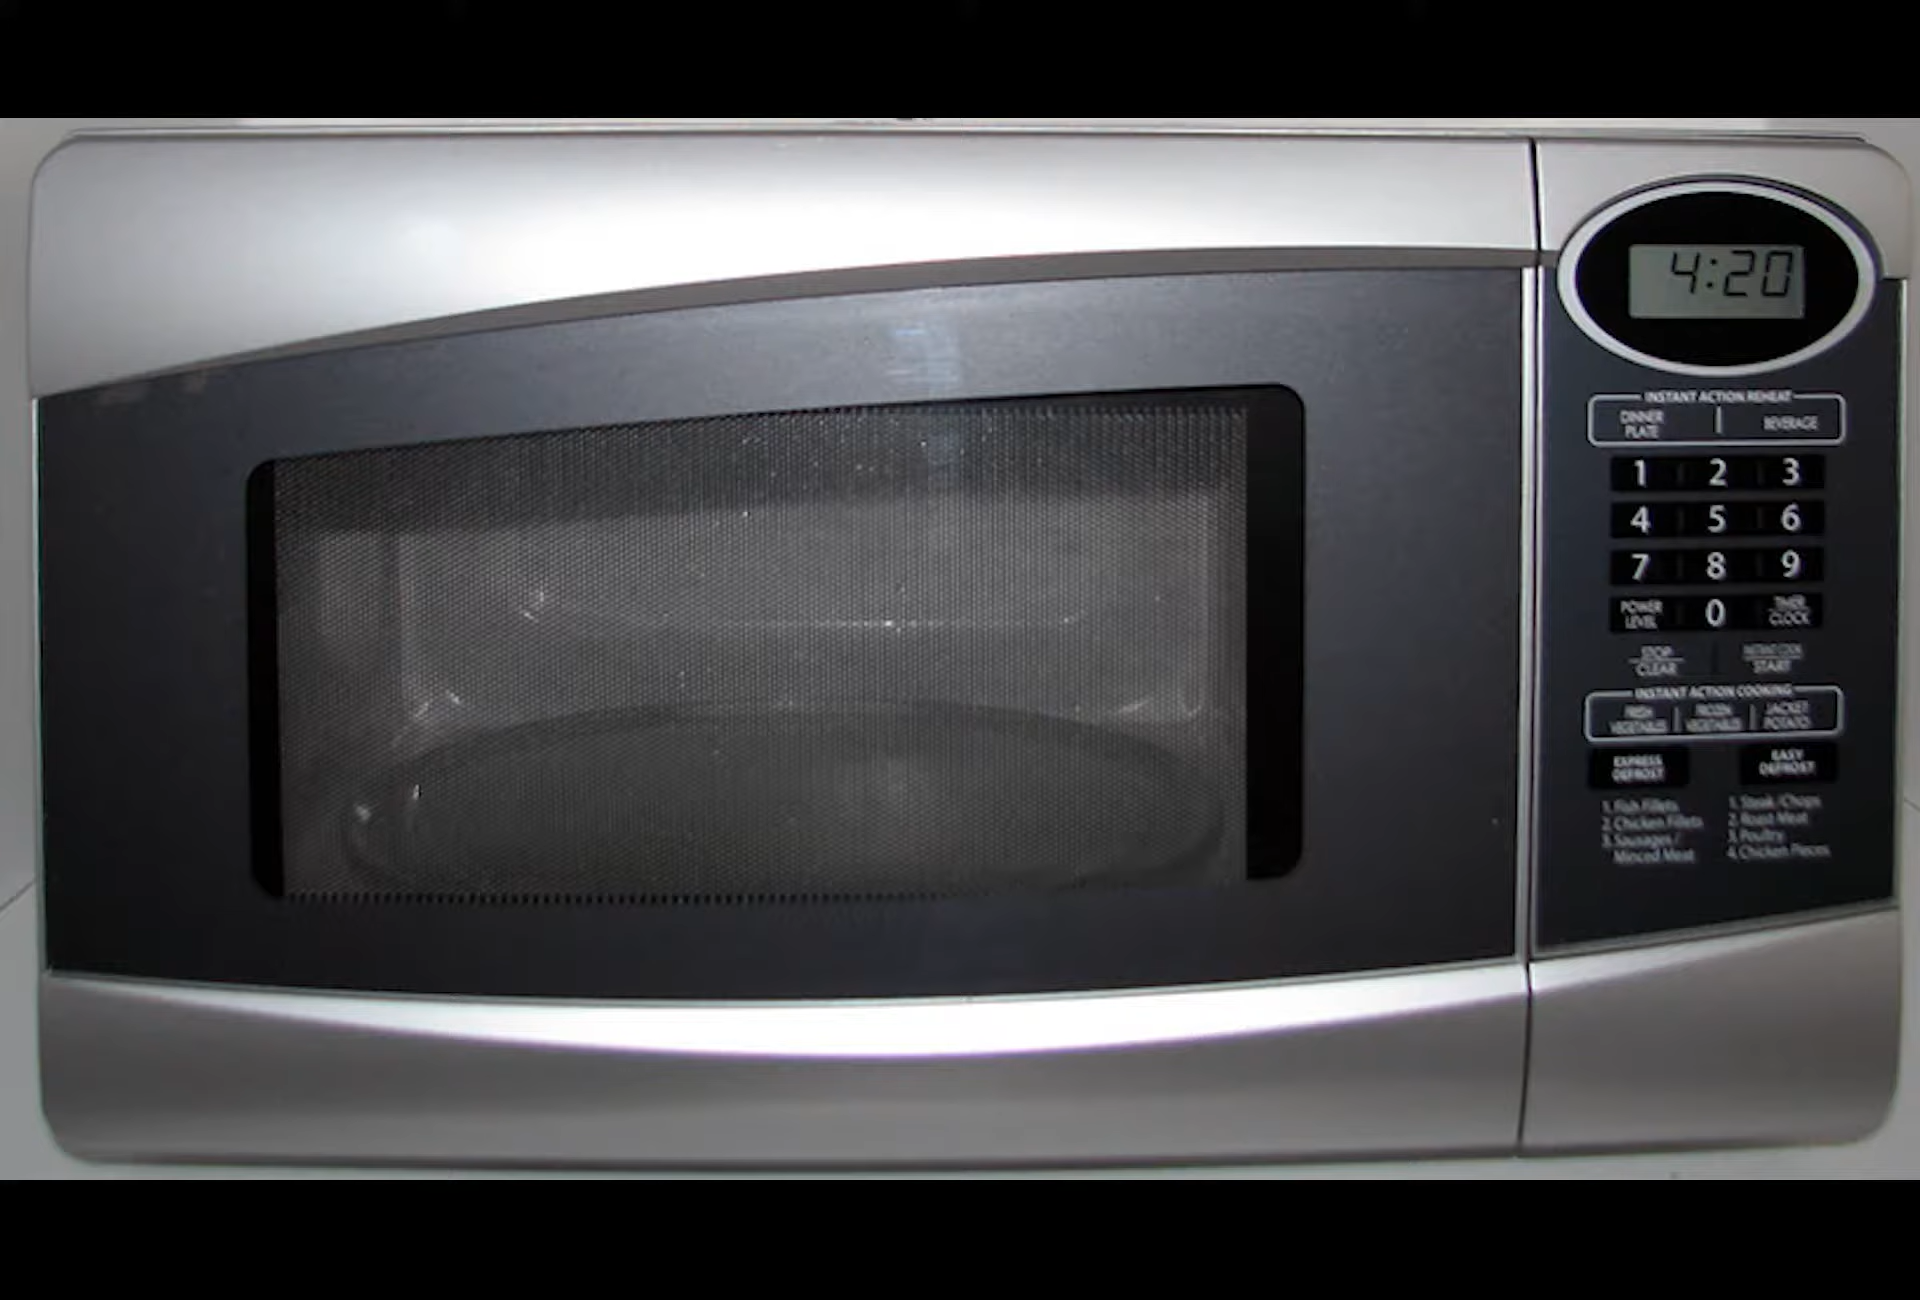 4:20
INSTANT ACTION REHEAT
DINNER PLATE BEVERAGE
1 2 3
4 5 6
7 8 9
POWER LEVEL 0 TIMER CLOCK
STOP CLEAR INSTANT COOK START
INSTANT ACTION COOKING
FRESH VEGETABLES FROZEN VEGETABLES JACKET POTATO
EXPRESS DEFROST EASY DEFROST
1. Fish Fillets 1. Steak/Chops
2. Chicken Fillets 2. Roast Meat
3. Sausages / 3. Poultry
Minced Meat 4. Chicken Pieces